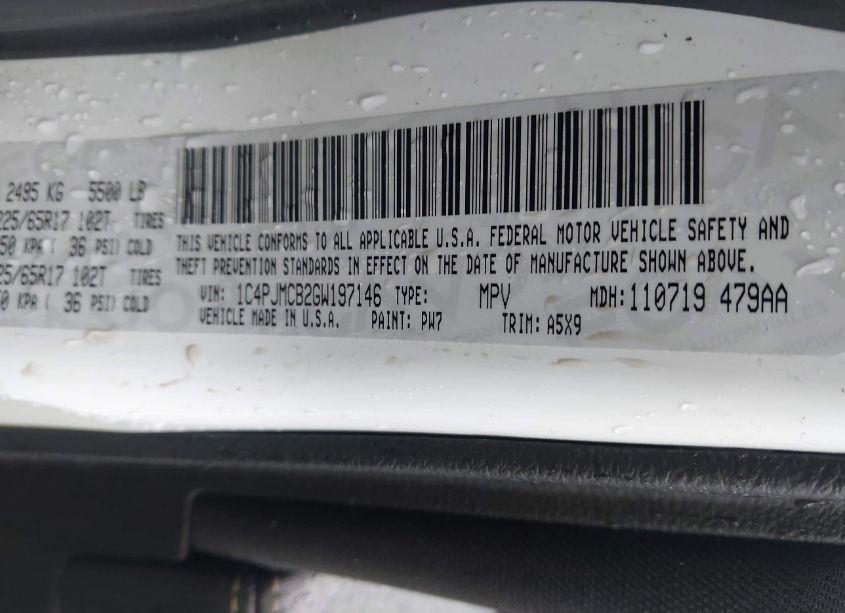 2495 KG 5500 LB
225/65R17 102T TIRES
KPA ( 36 PSI) COLD
65R17 102T TIRES
KPA ( 36 PSI) COLD
THIS VEHICLE CONFORMS TO ALL APPLICABLE U.S.A. FEDERAL MOTOR VEHICLE SAFETY AND
THEFT PREVENTION STANDARDS IN EFFECT ON THE DATE OF MANUFACTURE SHOWN ABOVE.
VIN: 1C4PJMCB2GW197146 TYPE: MPV MDH: 110719 479AA
VEHICLE MADE IN U.S.A. PAINT: PW7 TRIM: A5X9